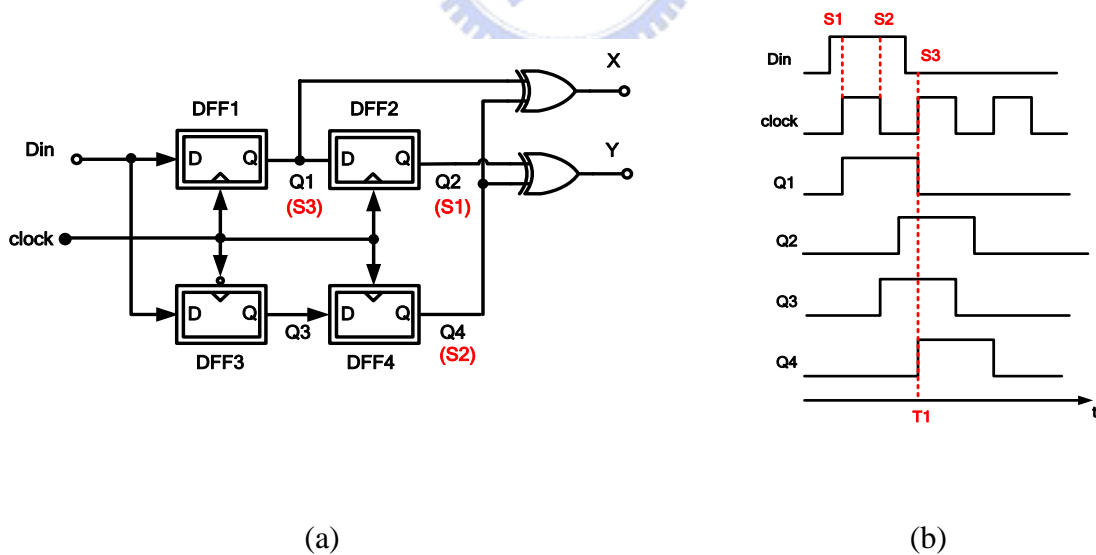 X
DFF1
DFF2
Din
D
Q
D
Q
Y
Q1
(S3)
Q2
(S1)
clock
D
Q
D
Q
Q3
Q4
(S2)
DFF3
DFF4
(a)
S1
S2
S3
Din
clock
Q1
Q2
Q3
Q4
T1
t
(b)